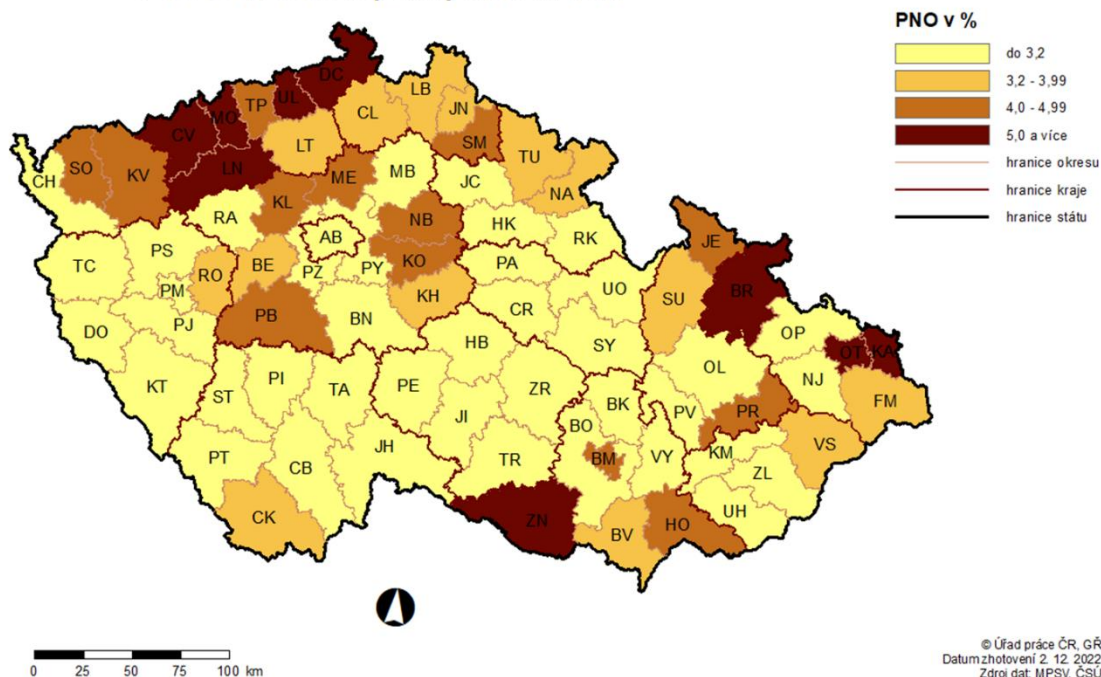 PNO v %
do 3,2
3,2 - 3,99
4,0 - 4,99
5,0 a více
hranice okresu
hranice kraje
hranice státu
DC
UL
LB
TP
JN
MO
CL
CV
LT
SM
TU
SO
KV
LN
ME
MB
JC
CH
NA
KL
RA
NB
HK
AB
RK
JE
PS
TC
RO
BE
PZ
PY
KO
PA
PM
KH
UO
SU
BR
PB
CR
DO
PJ
BN
OP
HB
SY
OT
KA
KT
PI
TA
PE
ZR
OL
NJ
ST
FM
JI
BK
PV
PR
BO
JH
VS
PT
CB
TR
BM
VY
KM
ZL
CK
ZN
UH
BV
HO
0 25 50 75 100 km
© Úřad práce ČR, GŘ
Datum zhotovení 2. 12. 2022
Zdroj dat: MPSV, ČSÚ